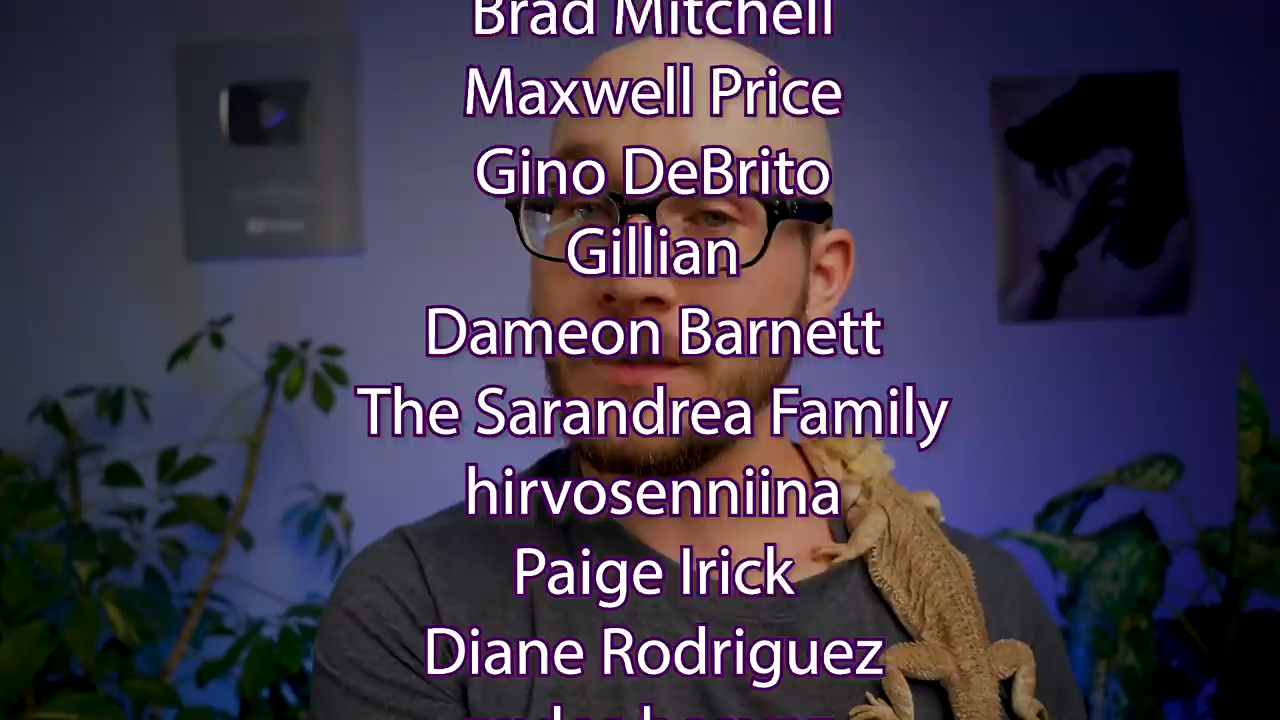 Brad Mitchell
Maxwell Price
Gino DeBrito
Gillian
Dameon Barnett
The Sarandrea Family
hirvosenniina
Paige Irick
Diane Rodriguez